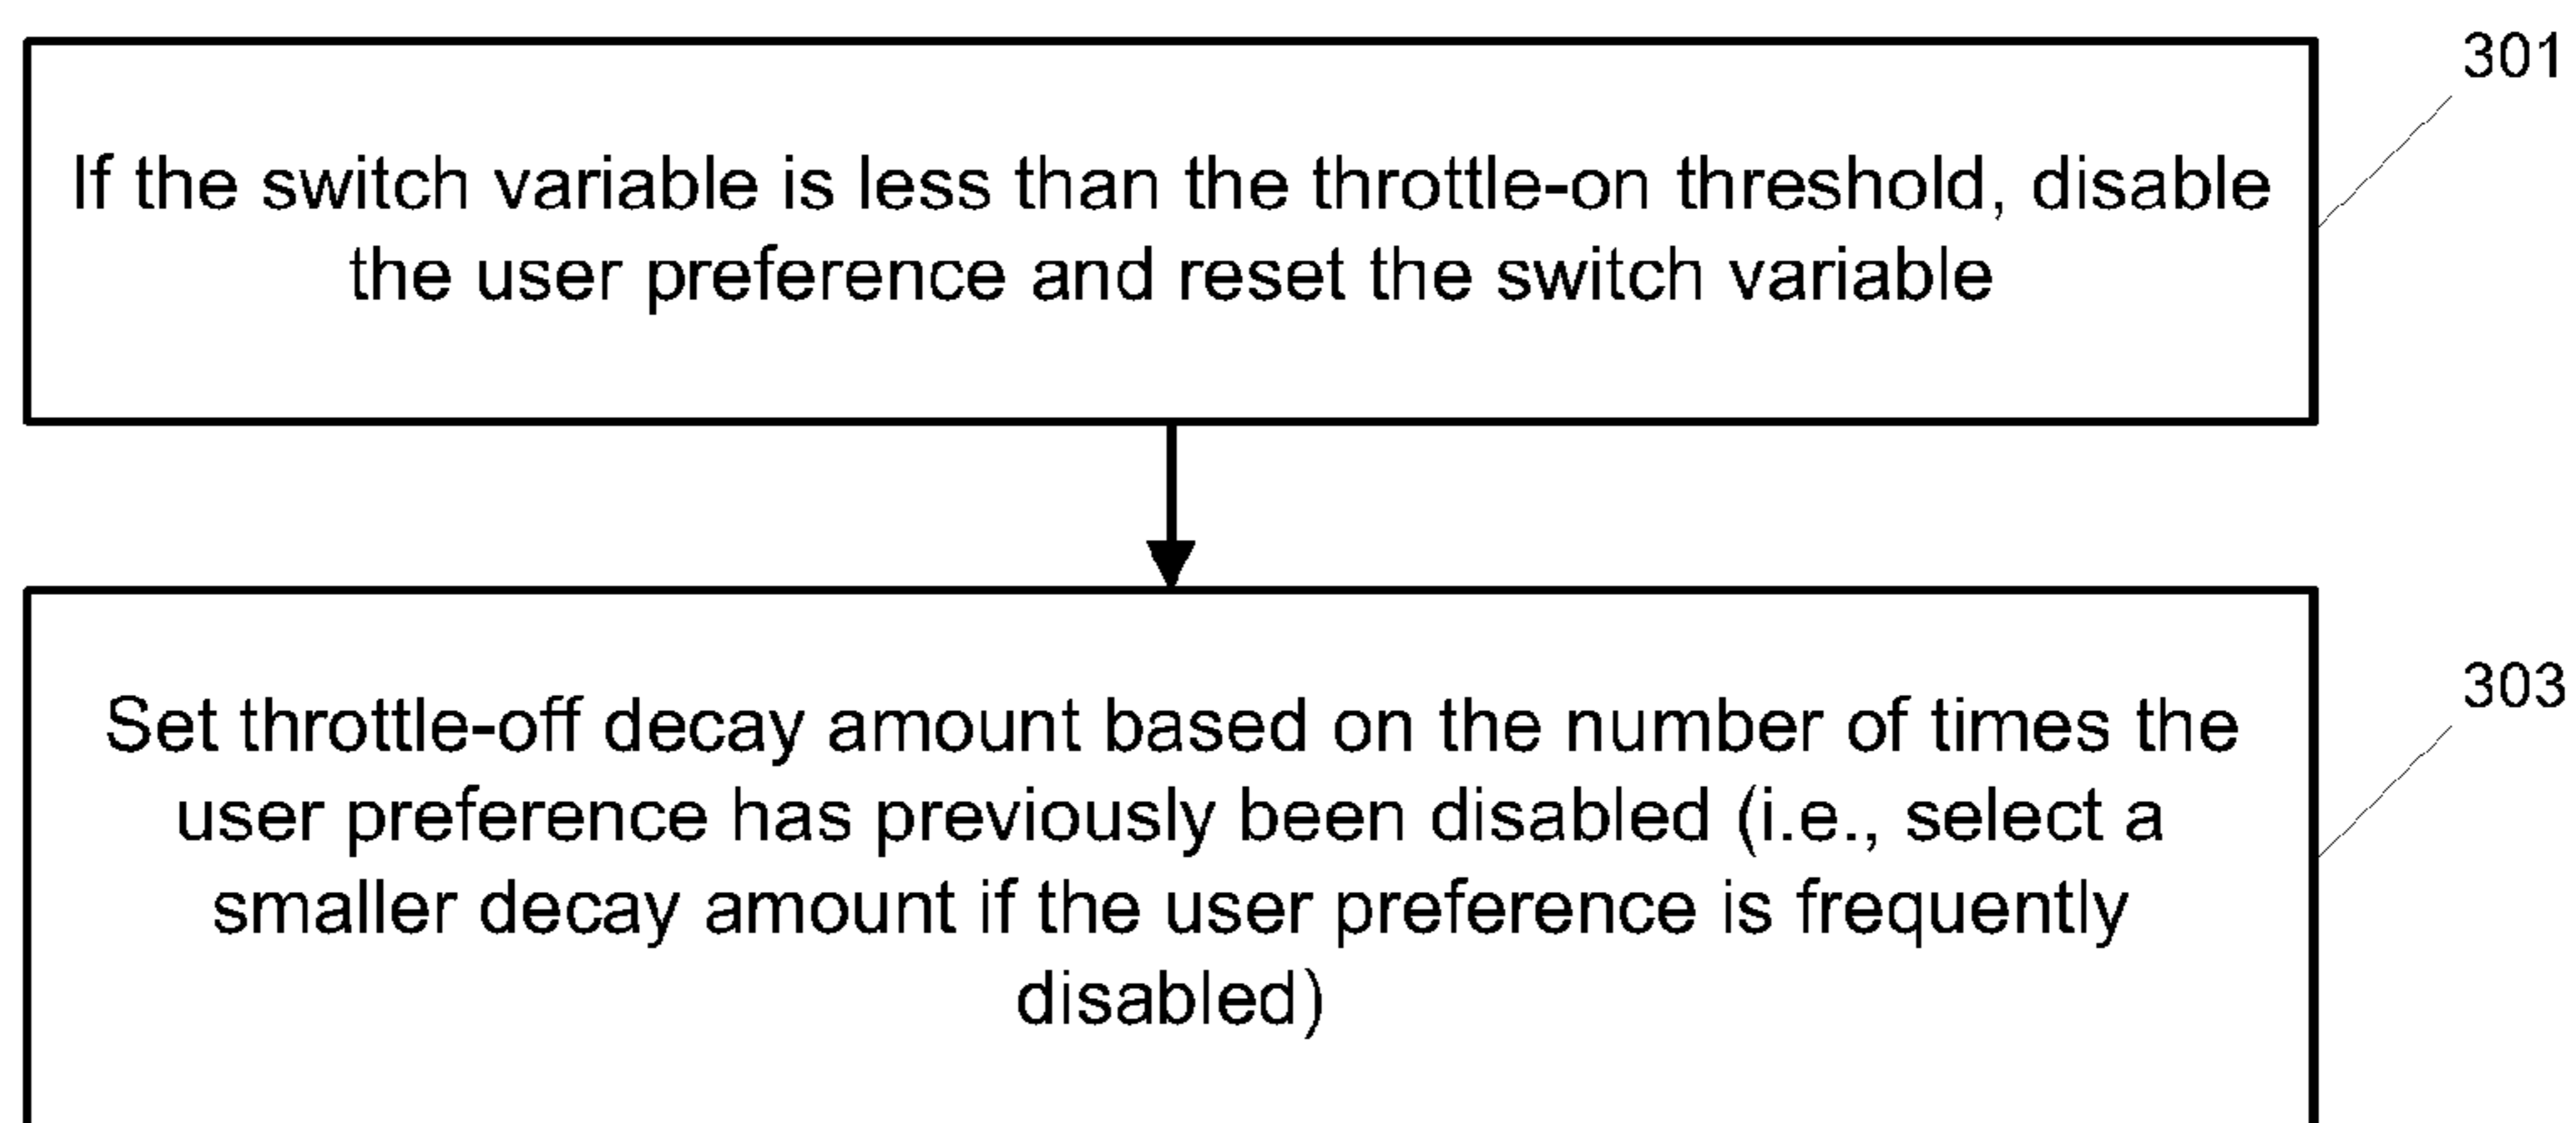 301
If the switch variable is less than the throttle-on threshold, disable
the user preference and reset the switch variable
303
Set throttle-off decay amount based on the number of times the
user preference has previously been disabled (i.e., select a
smaller decay amount if the user preference is frequently
disabled)